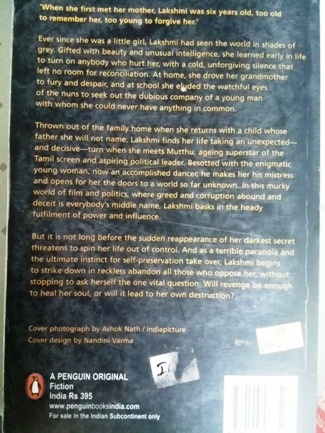 'When she first met her mother, Lakshmi was six years old, too old
to remember her, too young to forgive her.'
Ever since she was a little girl, Lakshmi had seen the world in shades of
grey. Gifted with beauty and unusual intelligence, she learned early in life
to turn on anybody who hurt her, with a cold, unforgiving silence that
left no room for reconciliation. At home, she drove her grandmother
to fury and despair, and at school she eluded the watchful eyes
of the nuns to seek out the dubious company of a young man
with whom she could never have anything in common.
Thrown out of the family home when she returns with a child whose
father she will not name, Lakshmi finds her life taking an unexpected—
and decisive—turn when she meets Mutthu, ageing superstar of the
Tamil screen and aspiring political leader. Besotted with the enigmatic
young woman, now an accomplished dancer, he makes her his mistress
and opens for her the doors to a world so far unknown. In this murky
world of film and politics, where greed and corruption abound and
deceit is everybody's middle name, Lakshmi basks in the heady
fulfilment of power and influence.
But it is not long before the sudden reappearance of her darkest secret
threatens to spin her life out of control. And as a terrible paranoia and
the ultimate instinct for self-preservation take over, Lakshmi begins
to strike down in reckless abandon all those who oppose her, without
stopping to ask herself the one vital question: Will revenge be enough
to heal her soul, or will it lead to her own destruction?
Cover photograph by Ashok Nath / indiapicture
Cover design by Nandini Varma
A PENGUIN ORIGINAL
Fiction
India Rs 395
www.penguinbooksindia.com
For sale in the Indian Subcontinent only